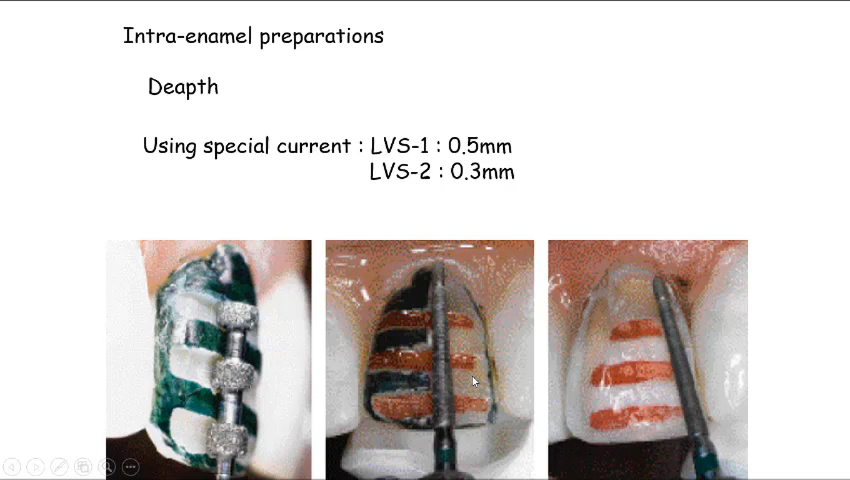 Intra-enamel preparations
Deapth
Using special current : LVS-1 : 0.5mm
LVS-2 : 0.3mm